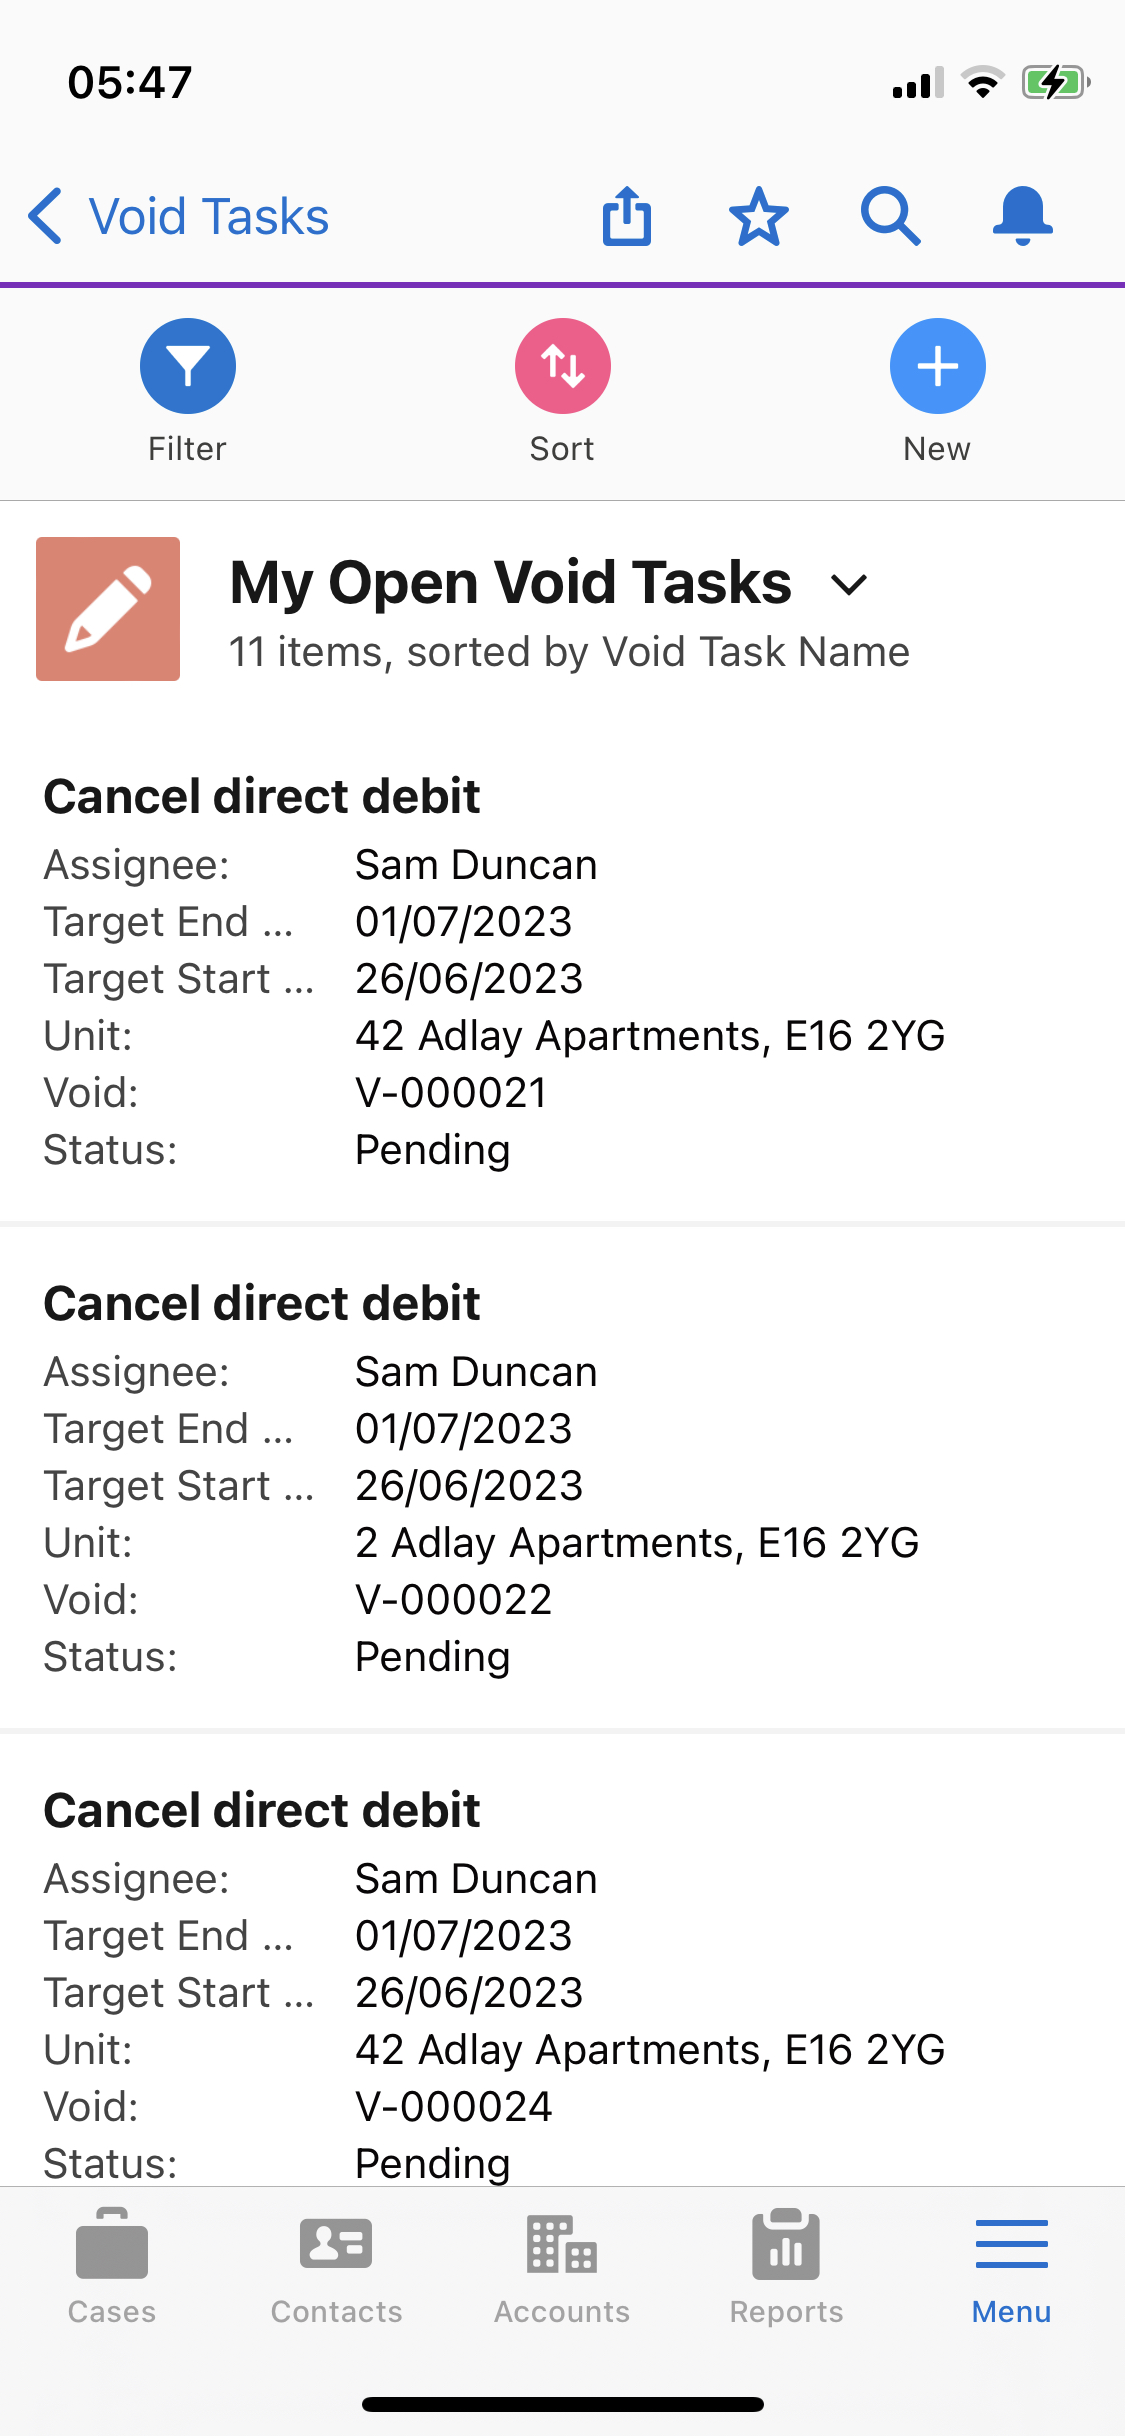 05:47
Void Tasks
Filter
Sort
New
My Open Void Tasks
11 items, sorted by Void Task Name
Cancel direct debit
Assignee: Sam Duncan
Target End ... 01/07/2023
Target Start ... 26/06/2023
Unit: 42 Adlay Apartments, E16 2YG
Void: V-000021
Status: Pending
Cancel direct debit
Assignee: Sam Duncan
Target End ... 01/07/2023
Target Start ... 26/06/2023
Unit: 2 Adlay Apartments, E16 2YG
Void: V-000022
Status: Pending
Cancel direct debit
Assignee: Sam Duncan
Target End ... 01/07/2023
Target Start ... 26/06/2023
Unit: 42 Adlay Apartments, E16 2YG
Void: V-000024
Status: Pending
Cases
Contacts
Accounts
Reports
Menu